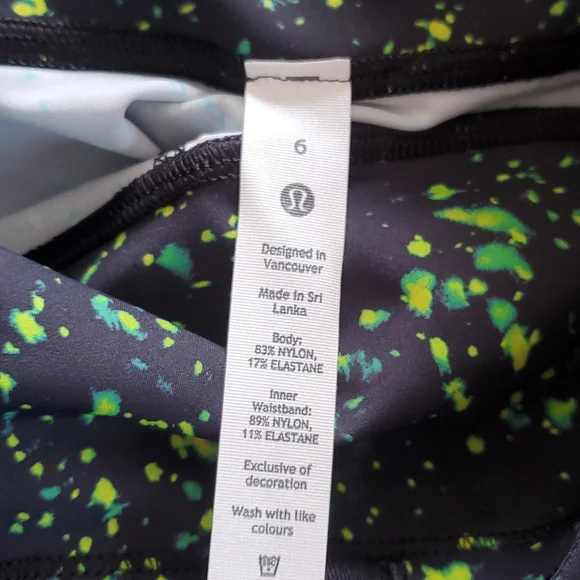 6
Designed in
Vancouver
Made in Sri
Lanka
Body:
83% NYLON,
17% ELASTANE
Inner
Waistband:
89% NYLON,
11% ELASTANE
Exclusive of
decoration
Wash with like
colours